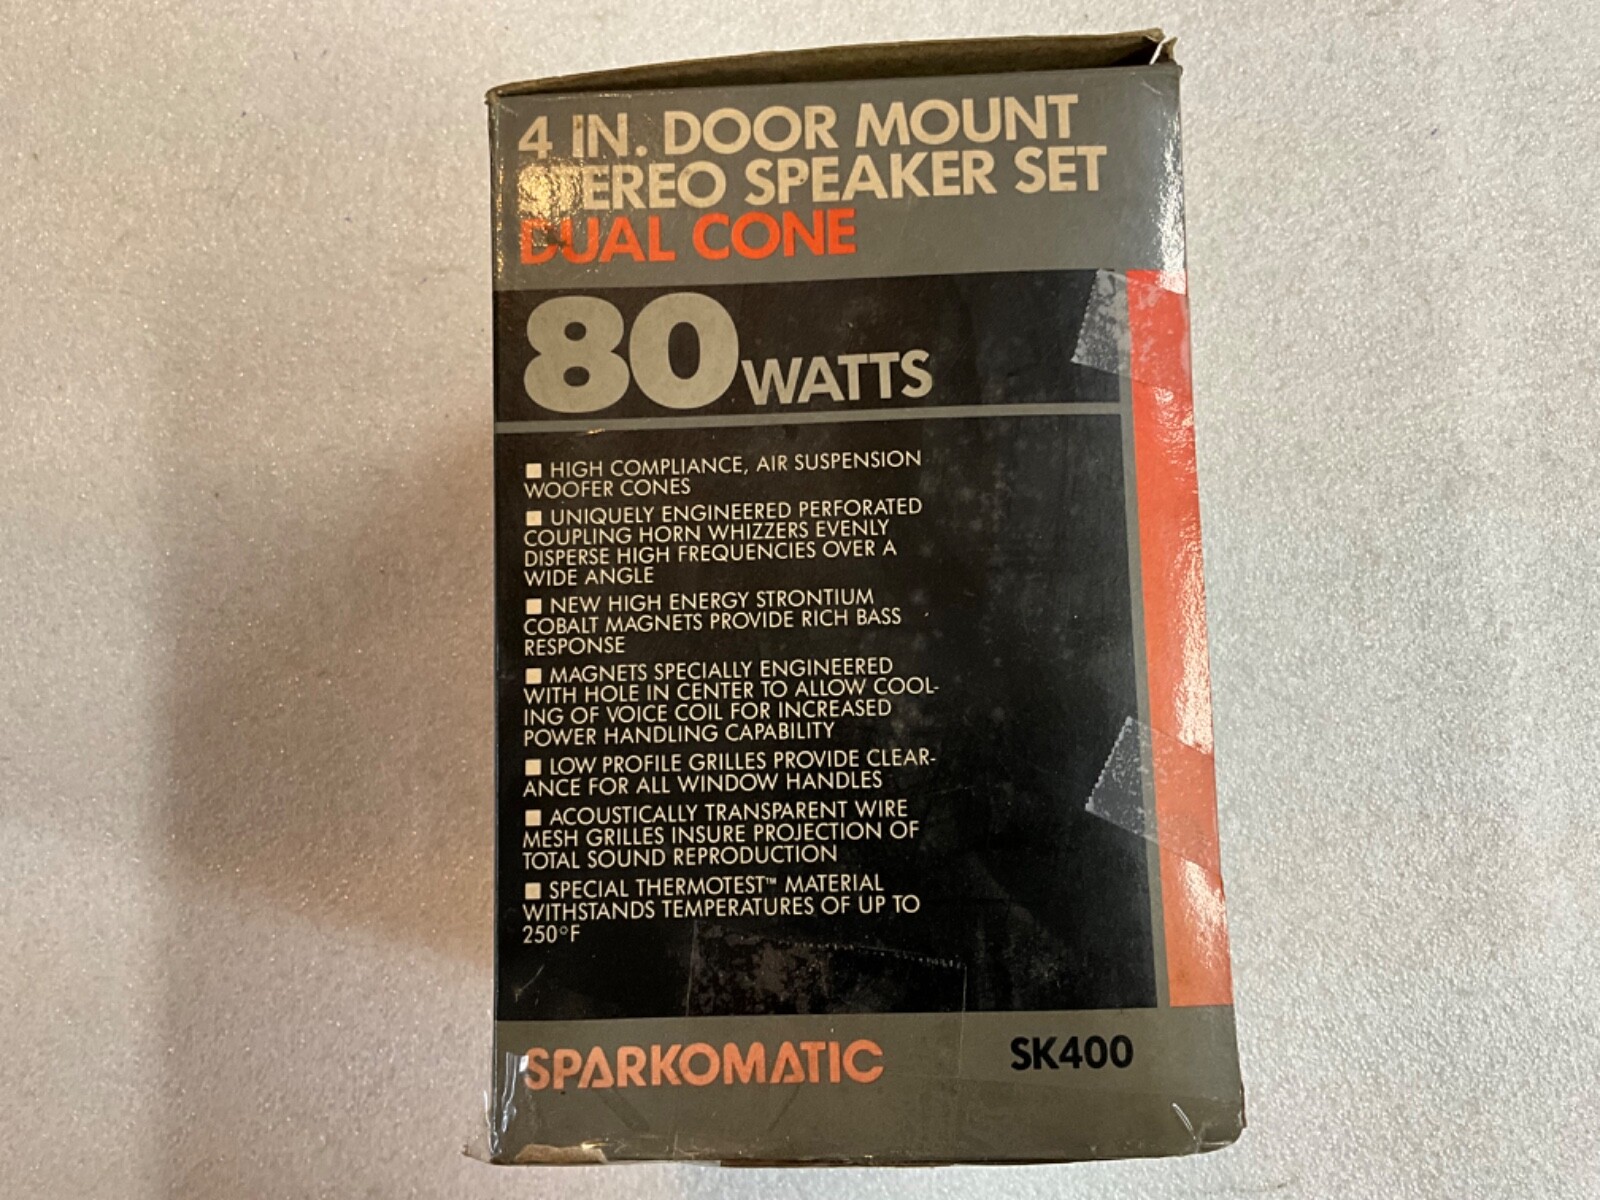 4 IN. DOOR MOUNT
STEREO SPEAKER SET
DUAL CONE
80 WATTS
■ HIGH COMPLIANCE, AIR SUSPENSION
WOOFER CONES
■ UNIQUELY ENGINEERED PERFORATED
COUPLING HORN WHIZZERS EVENLY
DISPERSE HIGH FREQUENCIES OVER A
WIDE ANGLE
■ NEW HIGH ENERGY STRONTIUM
COBALT MAGNETS PROVIDE RICH BASS
RESPONSE
■ MAGNETS SPECIALLY ENGINEERED
WITH HOLE IN CENTER TO ALLOW COOL-
ING OF VOICE COIL FOR INCREASED
POWER HANDLING CAPABILITY
■ LOW PROFILE GRILLES PROVIDE CLEAR-
ANCE FOR ALL WINDOW HANDLES
■ ACOUSTICALLY TRANSPARENT WIRE
MESH GRILLES INSURE PROJECTION OF
TOTAL SOUND REPRODUCTION
■ SPECIAL THERMOTEST™ MATERIAL
WITHSTANDS TEMPERATURES OF UP TO
250°F
SPARKOMATIC SK400